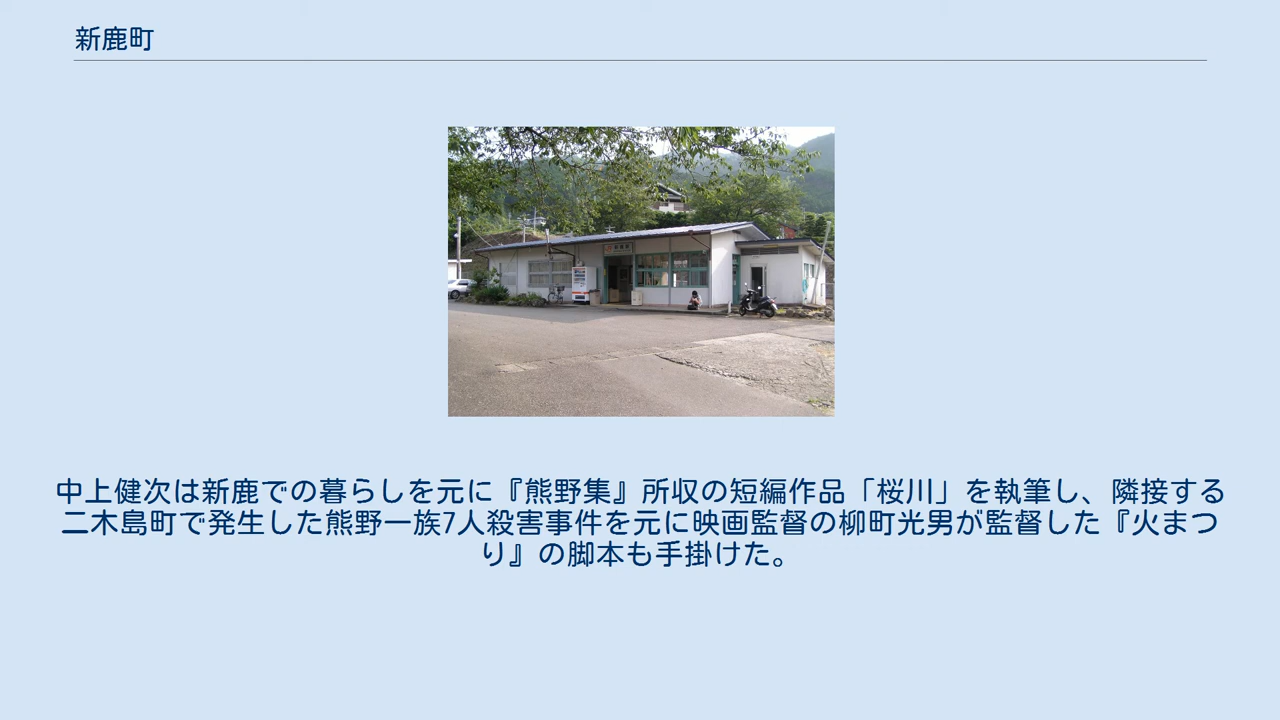 新鹿町
中上健次は新鹿での暮らしを元に『熊野集』所収の短編作品「桜川」を執筆し、隣接する
二木島町で発生した熊野一族7人殺害事件を元に映画監督の柳町光男が監督した『火まつ
り』の脚本も手掛けた。